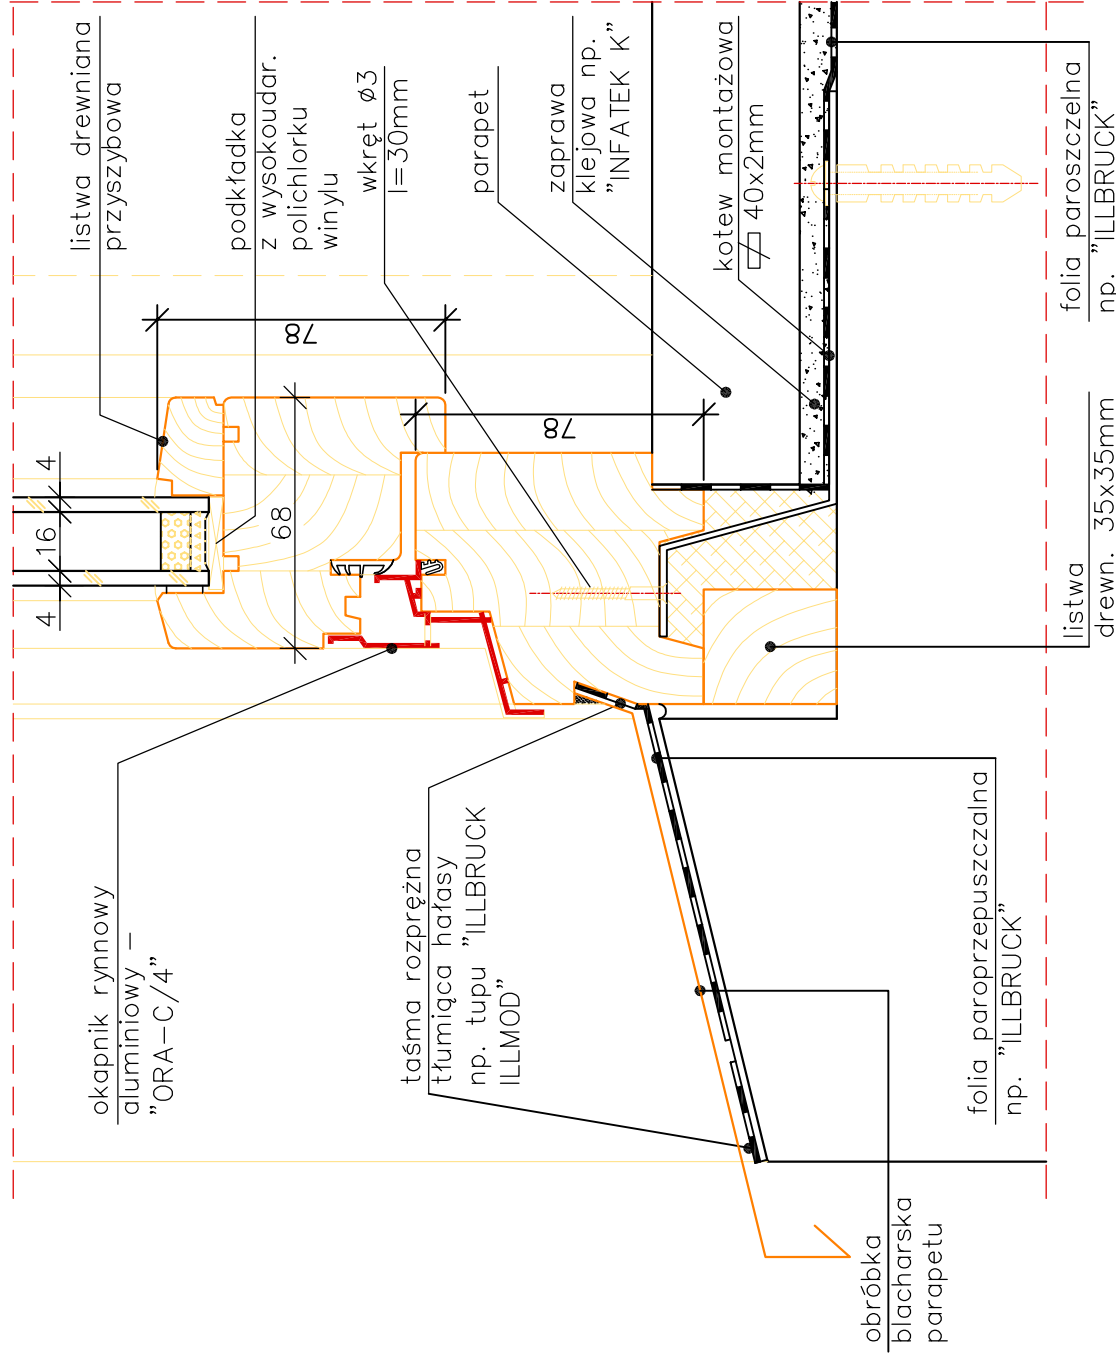 listwa drewniana
przyszybowa
podkładka
z wysokoudar.
polichlorku
winylu
wkręt ø3
l=30mm
parapet
zaprawa
klejowa np.
"INFATEK K"
kotew montażowa
40x2mm
folia paroszczelna
np. "ILLBRUCK"
4
16
4
68
78
78
listwa
drewn. 35x35mm
okapnik rynnowy
aluminiowy –
"ORA–C/4"
taśma rozprężna
tłumiąca hałasy
np. tupu "ILLBRUCK
ILLMOD"
folia paroprzepuszczalna
np. "ILLBRUCK"
obróbka
blacharska
parapetu